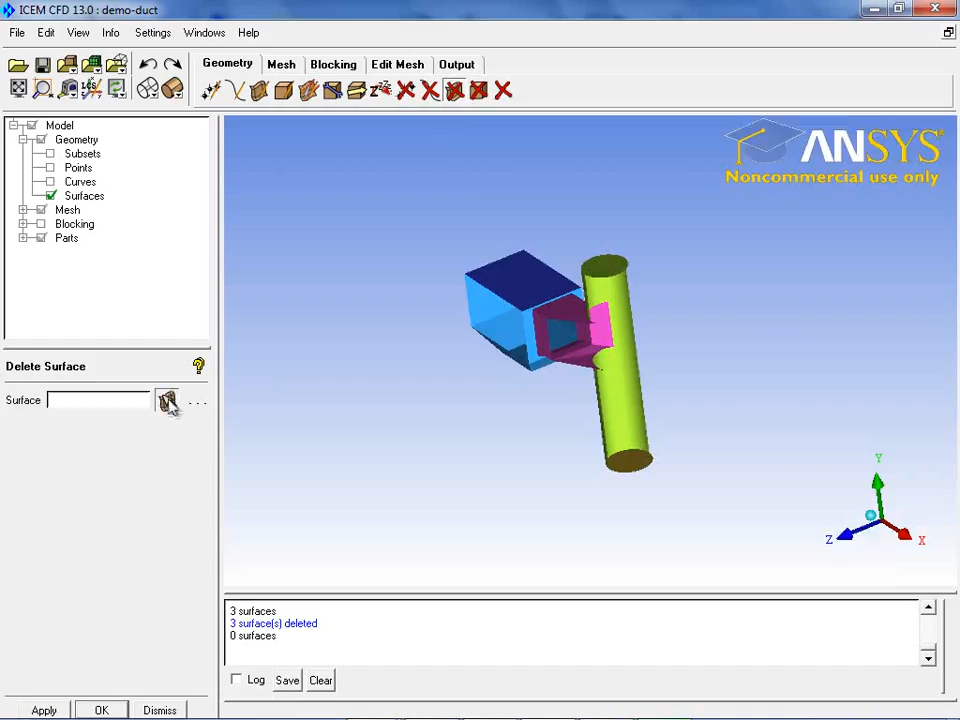 ICEM CFD 13.0 : demo-duct
File Edit View Info Settings Windows Help
Geometry Mesh Blocking Edit Mesh Output
Model
Geometry
Subsets
Points
Curves
Surfaces
Mesh
Blocking
Parts
Delete Surface
Surface
...
Apply OK Dismiss
ANSYS
Noncommercial use only
Y
Z
X
3 surfaces
3 surface(s) deleted
0 surfaces
Log Save Clear